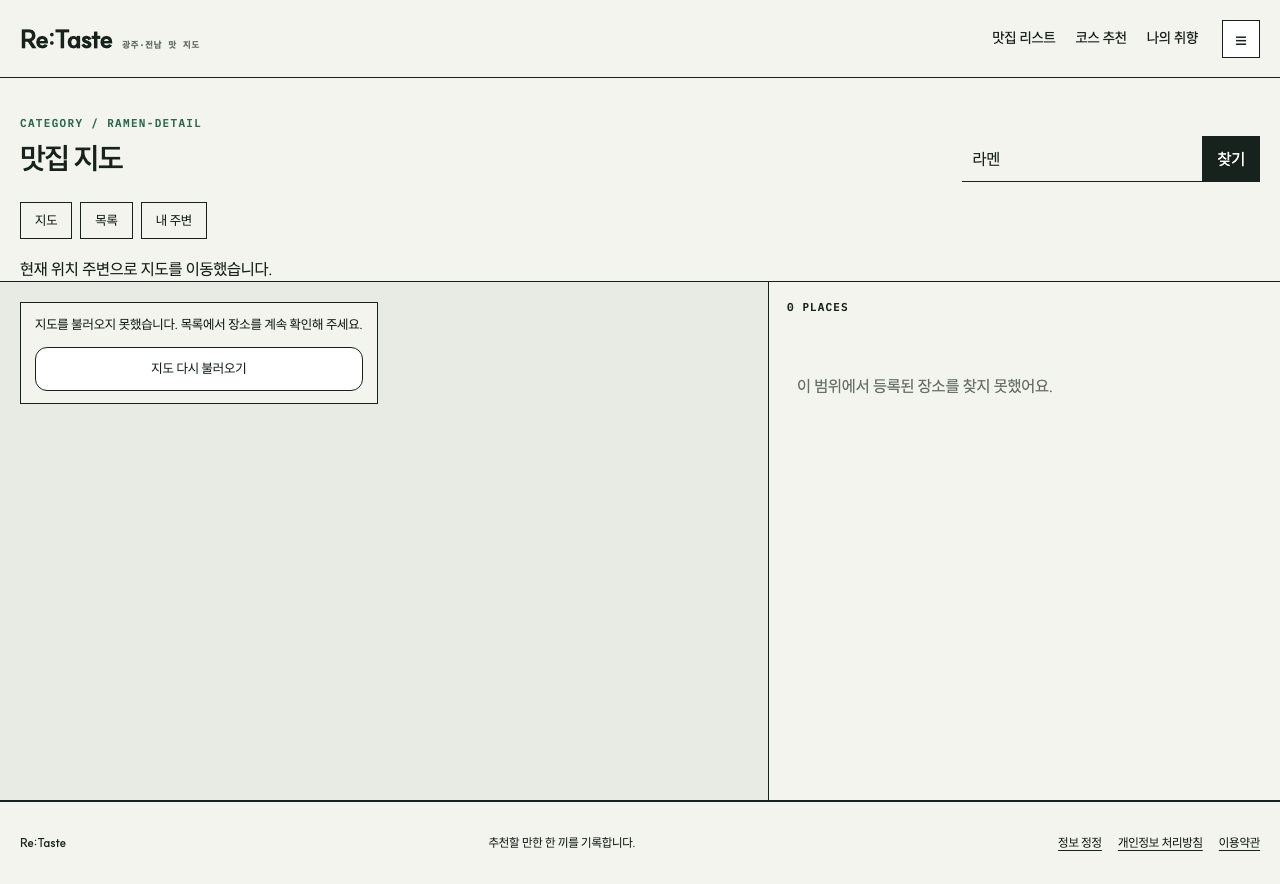 Re:Taste 광주·전남 맛 지도
맛집 리스트 코스 추천 나의 취향
CATEGORY / RAMEN-DETAIL
맛집 지도
라멘 찾기
지도 목록 내 주변
현재 위치 주변으로 지도를 이동했습니다.
지도를 불러오지 못했습니다. 목록에서 장소를 계속 확인해 주세요.
지도 다시 불러오기
0 PLACES
이 범위에서 등록된 장소를 찾지 못했어요.
Re:Taste 추천할 만한 한 끼를 기록합니다. 정보 정정 개인정보 처리방침 이용약관